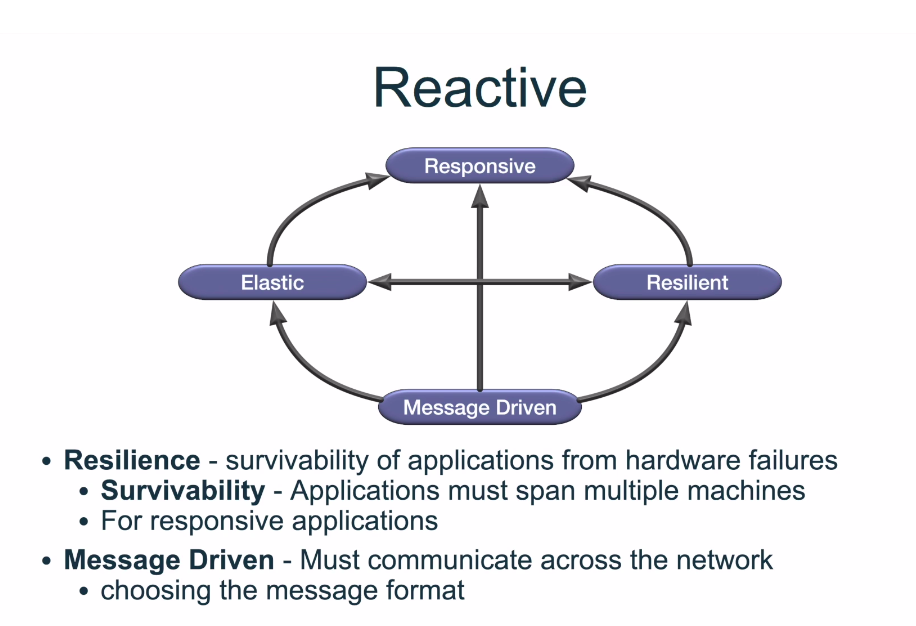 Reactive
Responsive
Elastic
Resilient
Message Driven
• Resilience - survivability of applications from hardware failures
• Survivability - Applications must span multiple machines
• For responsive applications
• Message Driven - Must communicate across the network
• choosing the message format